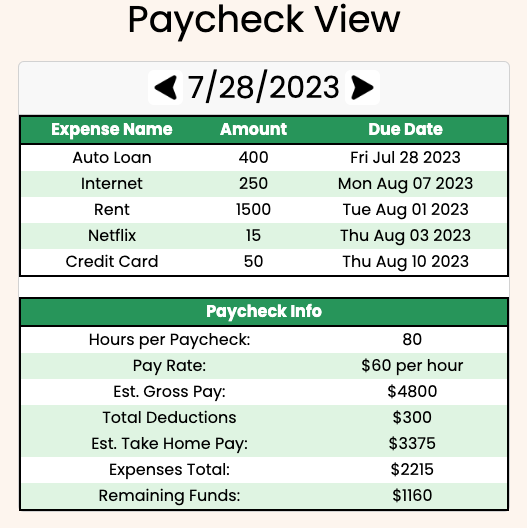 Paycheck View
7/28/2023
Expense Name Amount Due Date
Auto Loan 400 Fri Jul 28 2023
Internet 250 Mon Aug 07 2023
Rent 1500 Tue Aug 01 2023
Netflix 15 Thu Aug 03 2023
Credit Card 50 Thu Aug 10 2023
Paycheck Info
Hours per Paycheck: 80
Pay Rate: $60 per hour
Est. Gross Pay: $4800
Total Deductions $300
Est. Take Home Pay: $3375
Expenses Total: $2215
Remaining Funds: $1160